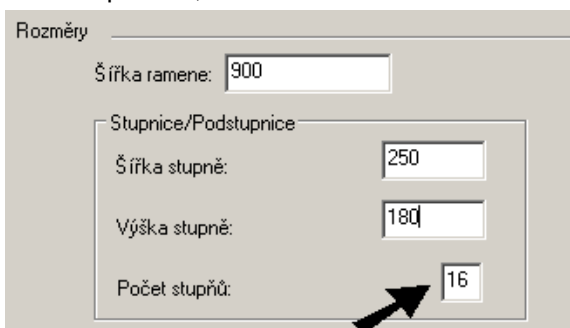 Rozměry
Šířka ramene: 900
Stupnice/Podstupnice
Šířka stupně: 250
Výška stupně: 180
Počet stupňů: 16